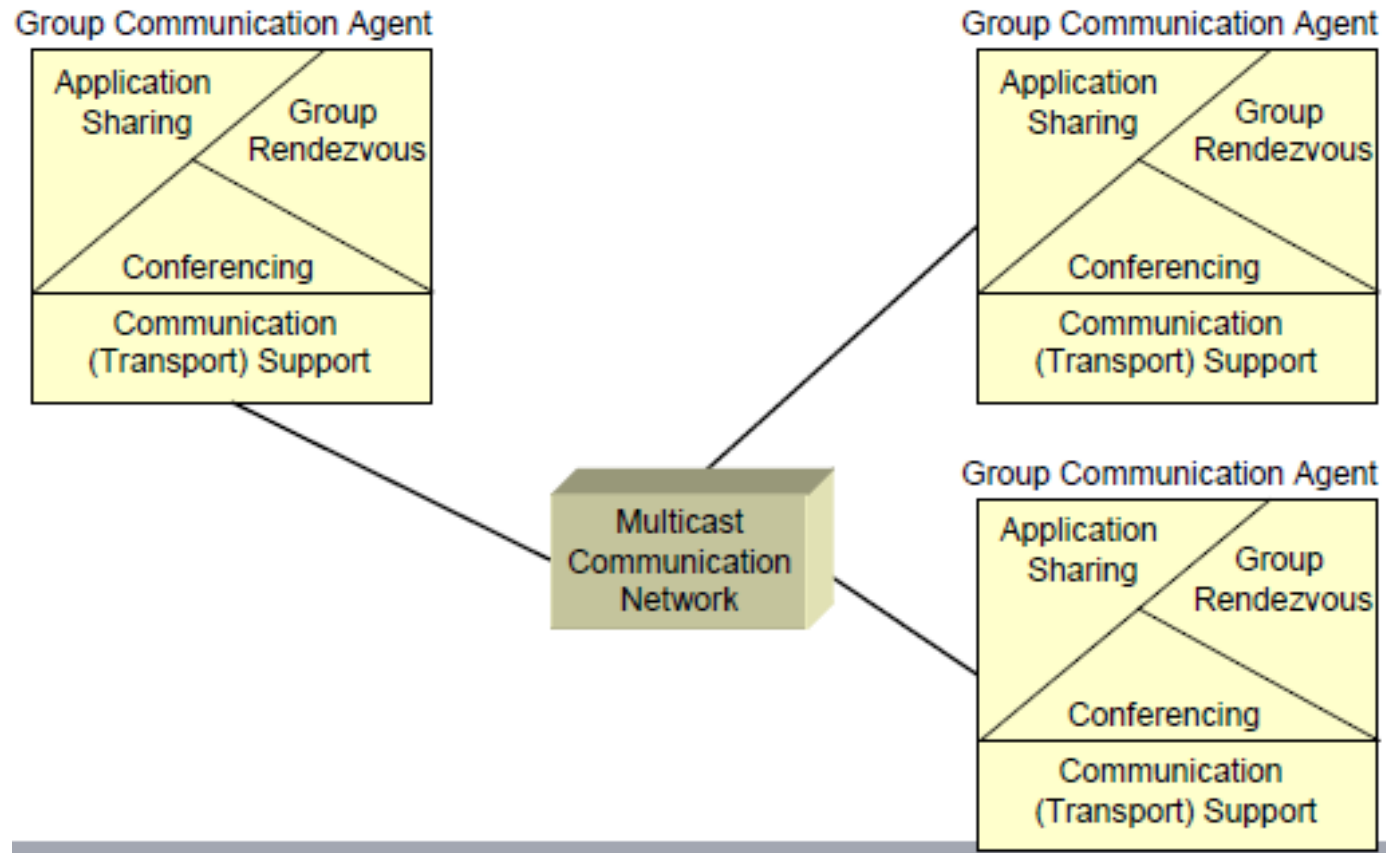 Group Communication Agent
Application
Sharing
Group
Rendezvous
Conferencing
Communication
(Transport) Support
Group Communication Agent
Application
Sharing
Group
Rendezvous
Conferencing
Communication
(Transport) Support
Multicast
Communication
Network
Group Communication Agent
Application
Sharing
Group
Rendezvous
Conferencing
Communication
(Transport) Support